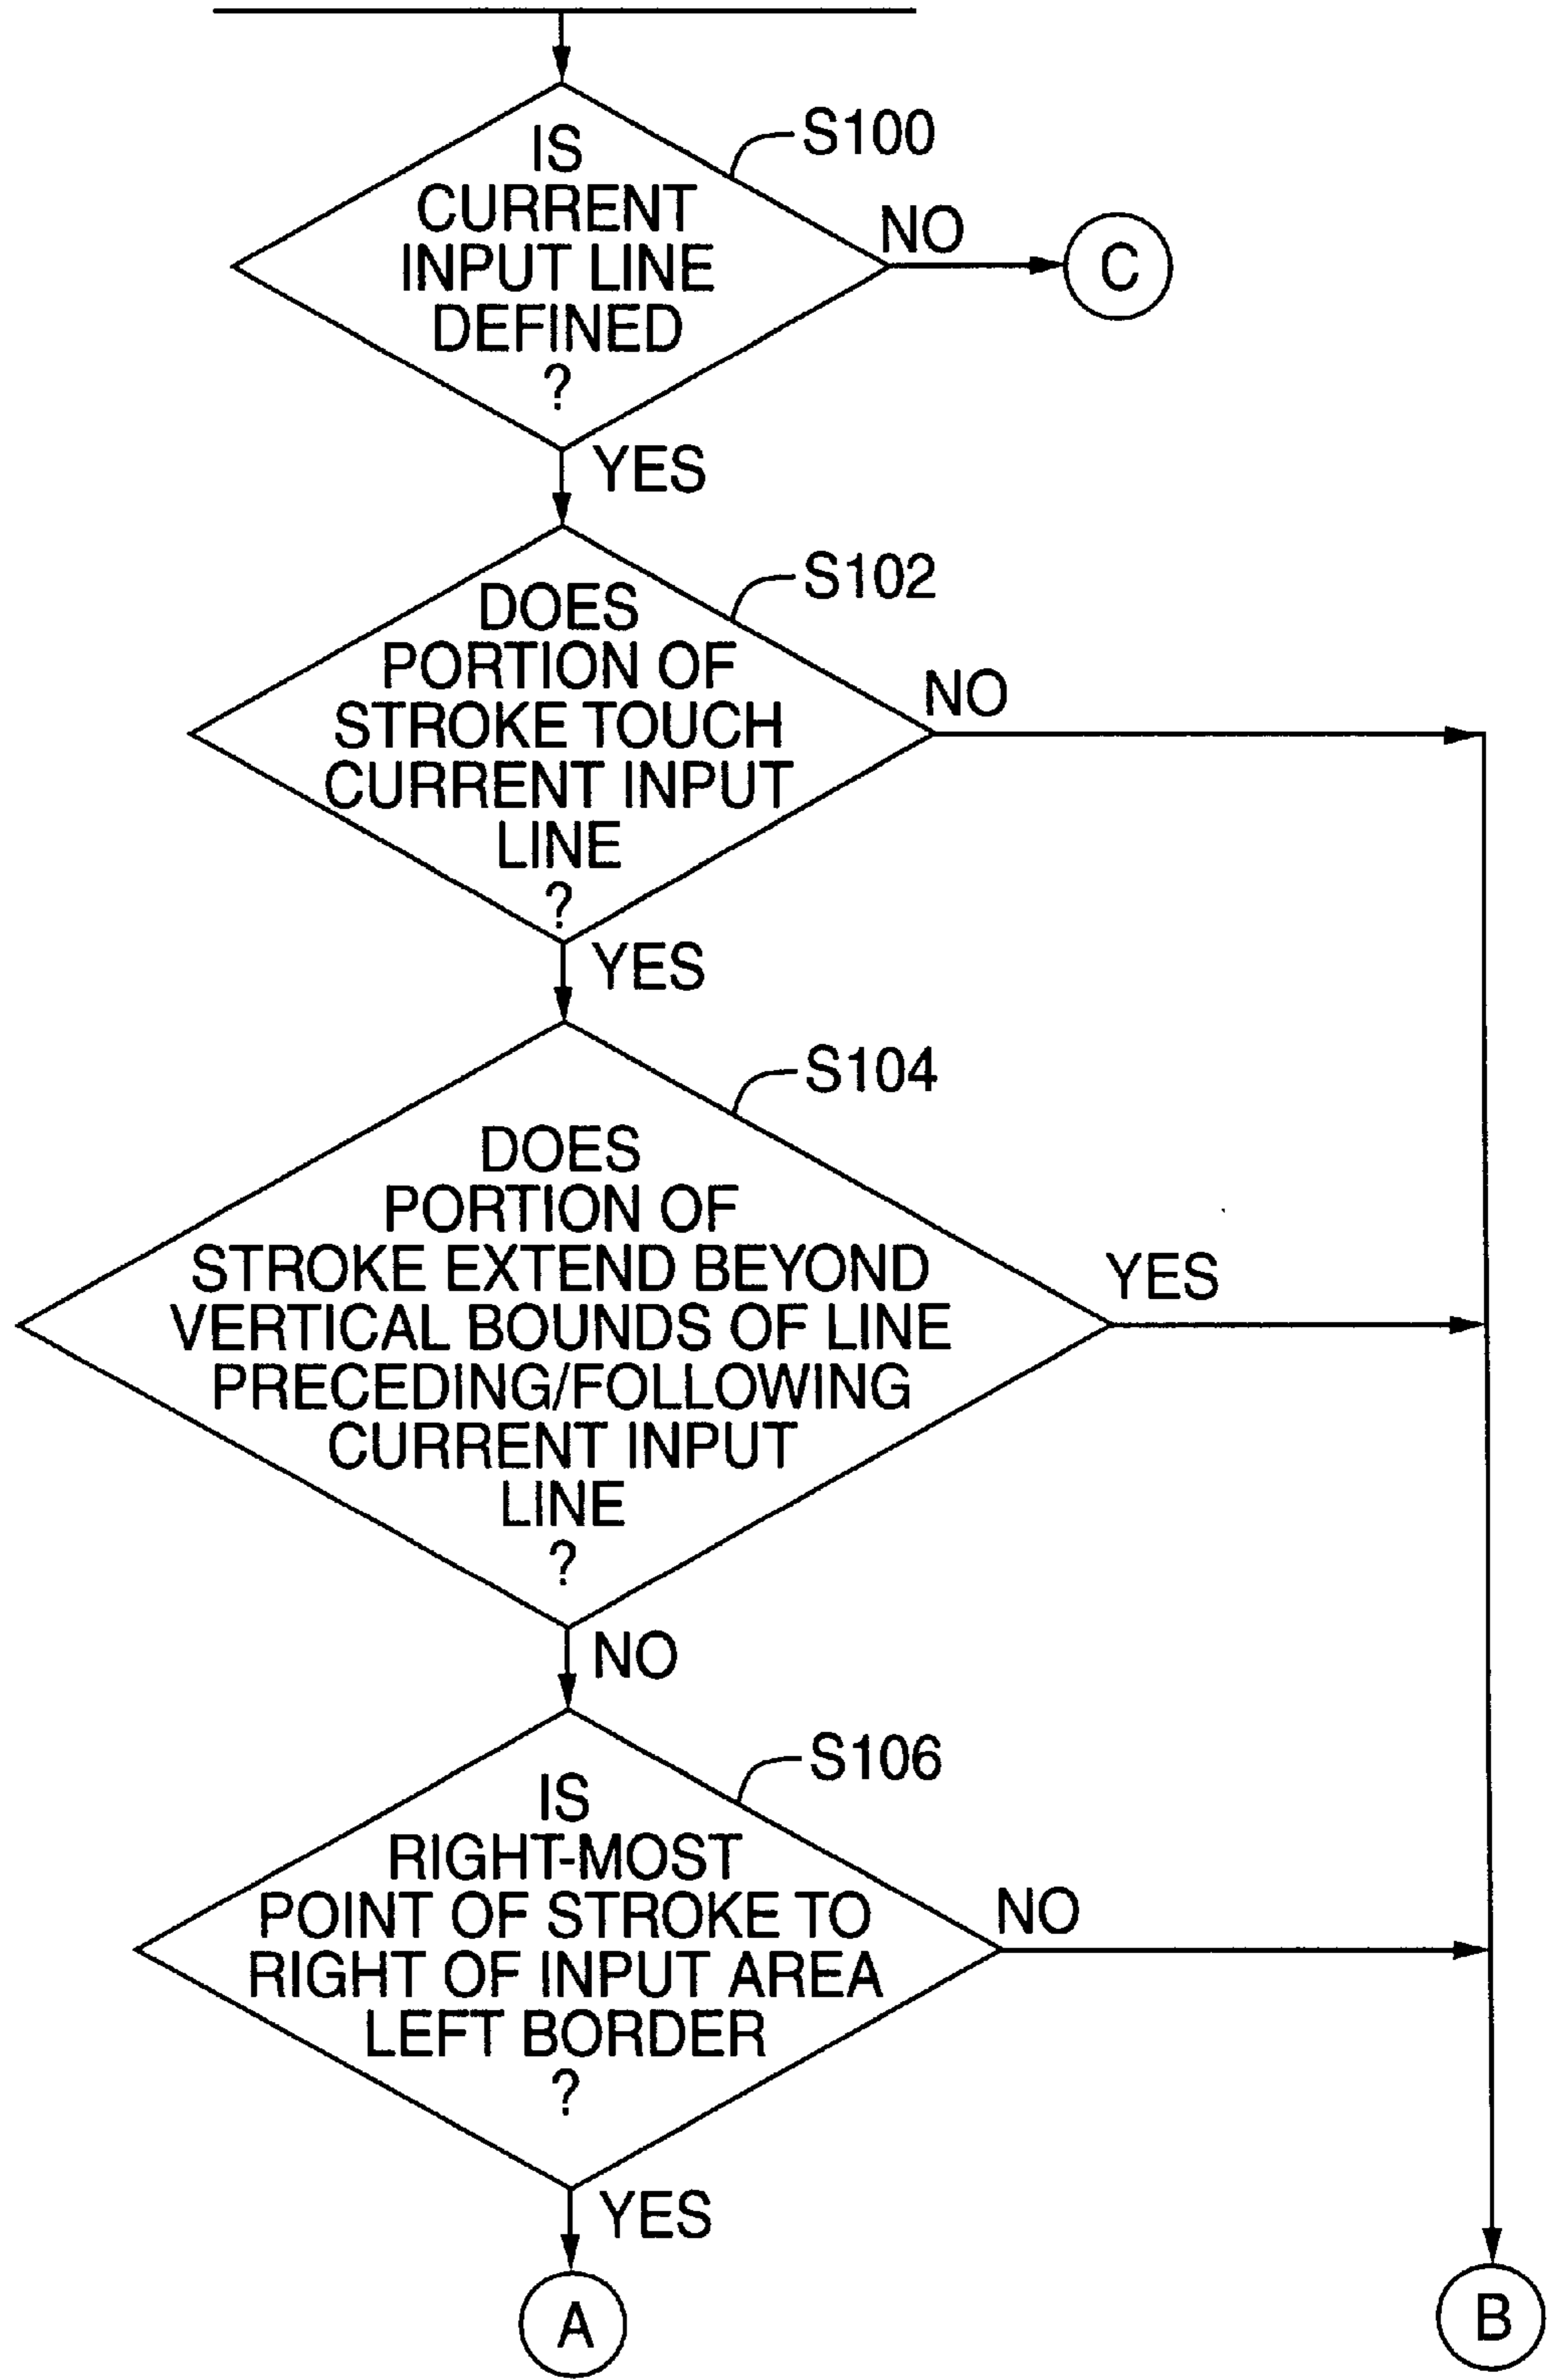 IS
CURRENT
INPUT LINE
DEFINED
?
S100
NO
C
YES
DOES
PORTION OF
STROKE TOUCH
CURRENT INPUT
LINE
?
S102
NO
YES
DOES
PORTION OF
STROKE EXTEND BEYOND
VERTICAL BOUNDS OF LINE
PRECEDING/FOLLOWING
CURRENT INPUT
LINE
?
S104
YES
NO
IS
RIGHT-MOST
POINT OF STROKE TO
RIGHT OF INPUT AREA
LEFT BORDER
?
S106
NO
YES
A
B